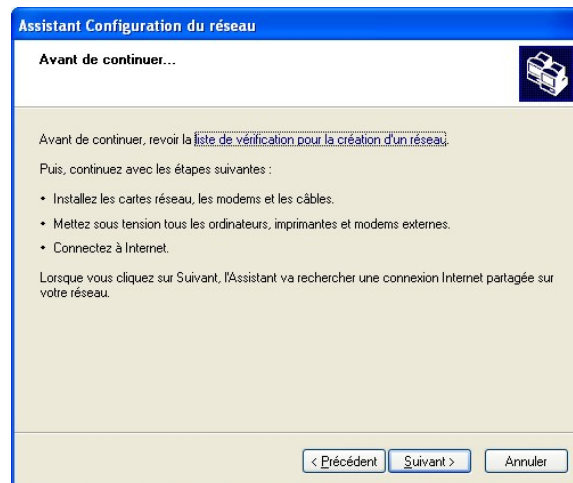 Assistant Configuration du réseau
Avant de continuer...
Avant de continuer, revoir la liste de vérification pour la création d'un réseau.
Puis, continuez avec les étapes suivantes :
• Installez les cartes réseau, les modems et les câbles.
• Mettez sous tension tous les ordinateurs, imprimantes et modems externes.
• Connectez à Internet.
Lorsque vous cliquez sur Suivant, l'Assistant va rechercher une connexion Internet partagée sur
votre réseau.
< Précédent Suivant > Annuler